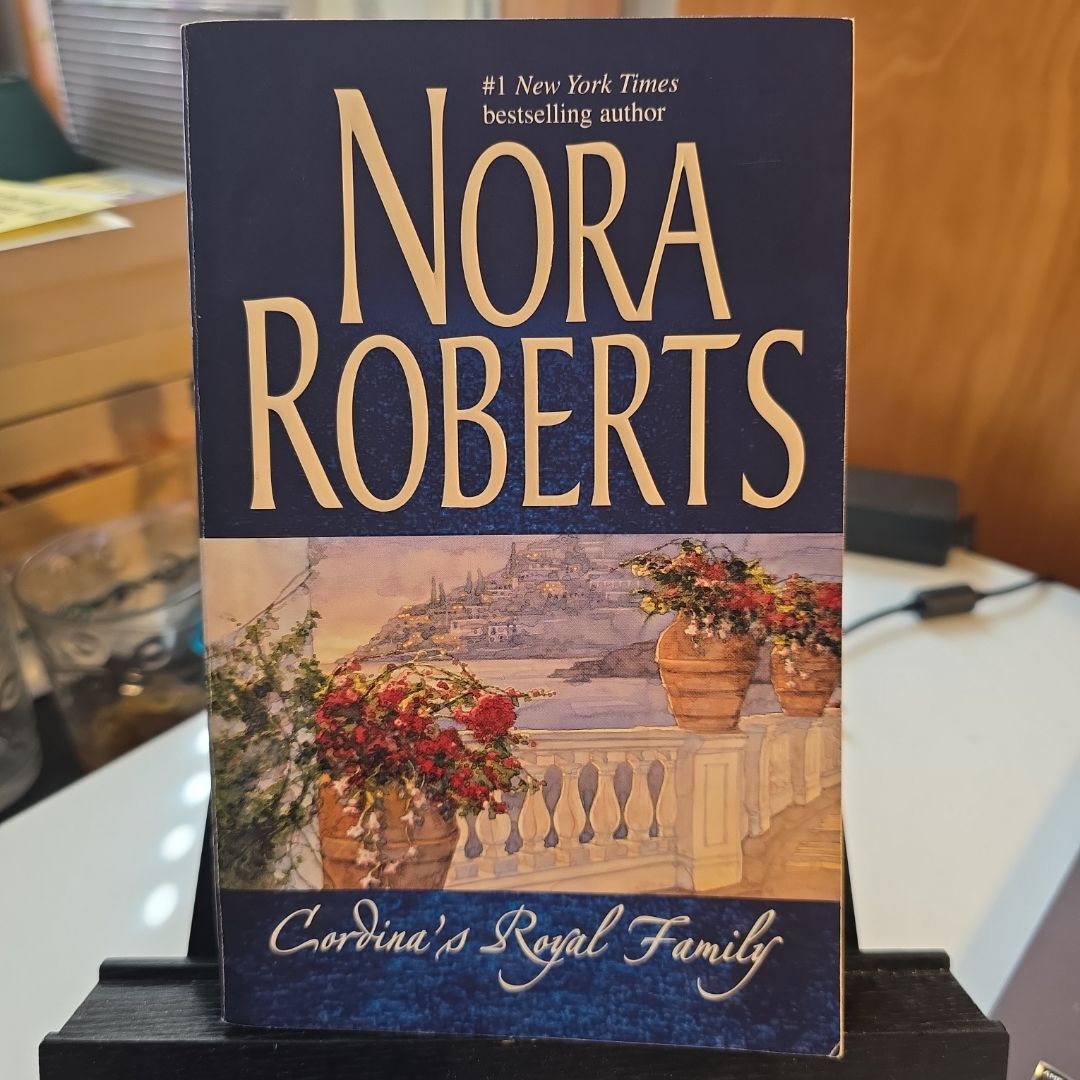 #1 New York Times
bestselling author
NORA
ROBERTS
Cordina's Royal Family